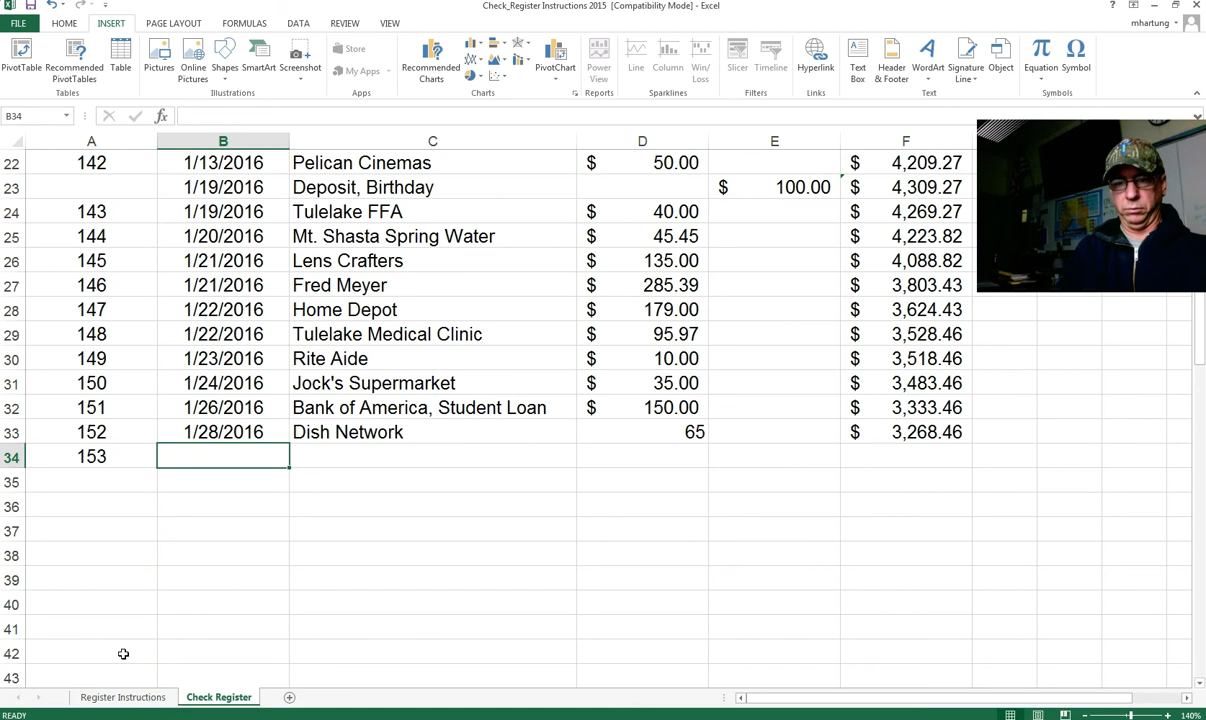 Check_Register Instructions 2015 [Compatibility Mode] - Excel
FILE HOME INSERT PAGE LAYOUT FORMULAS DATA REVIEW VIEW mhartung
PivotTable Recommended PivotTables Table Pictures Online Pictures Shapes SmartArt Screenshot Store My Apps Recommended Charts PivotChart Power View Line Column Win/Loss Slicer Timeline Hyperlink Text Box Header & Footer WordArt Signature Line Object Equation Symbol
Tables Illustrations Apps Charts Reports Sparklines Filters Links Text Symbols
B34 fx
A B C D E F
22 142 1/13/2016 Pelican Cinemas $ 50.00 $ 4,209.27
23 1/19/2016 Deposit, Birthday $ 100.00 $ 4,309.27
24 143 1/19/2016 Tulelake FFA $ 40.00 $ 4,269.27
25 144 1/20/2016 Mt. Shasta Spring Water $ 45.45 $ 4,223.82
26 145 1/21/2016 Lens Crafters $ 135.00 $ 4,088.82
27 146 1/21/2016 Fred Meyer $ 285.39 $ 3,803.43
28 147 1/22/2016 Home Depot $ 179.00 $ 3,624.43
29 148 1/22/2016 Tulelake Medical Clinic $ 95.97 $ 3,528.46
30 149 1/23/2016 Rite Aide $ 10.00 $ 3,518.46
31 150 1/24/2016 Jock's Supermarket $ 35.00 $ 3,483.46
32 151 1/26/2016 Bank of America, Student Loan $ 150.00 $ 3,333.46
33 152 1/28/2016 Dish Network 65 $ 3,268.46
34 153
35
36
37
38
39
40
41
42
43
Register Instructions Check Register
READY 140%